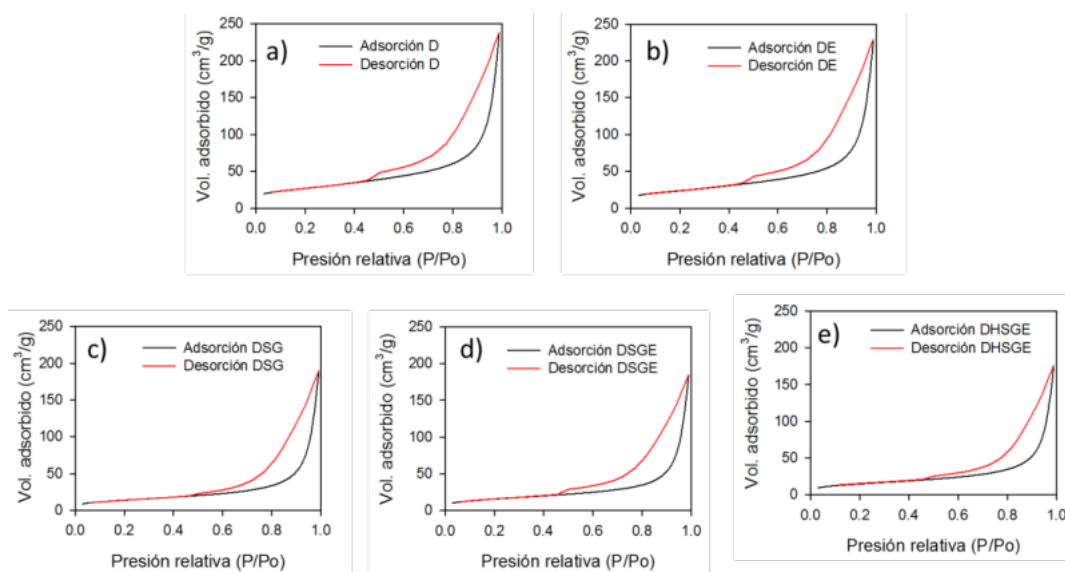 a)
Adsorción D
Desorción D
Vol. adsorbido (cm³/g)
250
200
150
100
50
0
0.0 0.2 0.4 0.6 0.8 1.0
Presión relativa (P/Po)
b)
Adsorción DE
Desorción DE
Vol. adsorbido (cm³/g)
250
200
150
100
50
0
0.0 0.2 0.4 0.6 0.8 1.0
Presión relativa (P/Po)
c)
Adsorción DSG
Desorción DSG
Vol. adsorbido (cm³/g)
250
200
150
100
50
0
0.0 0.2 0.4 0.6 0.8 1.0
Presión relativa (P/Po)
d)
Adsorción DSGE
Desorción DSGE
Vol. adsorbido (cm³/g)
250
200
150
100
50
0
0.0 0.2 0.4 0.6 0.8 1.0
Presión relativa (P/Po)
e)
Adsorción DHSGE
Desorción DHSGE
Vol. adsorbido (cm³/g)
250
200
150
100
50
0
0.0 0.2 0.4 0.6 0.8 1.0
Presión relativa (P/Po)